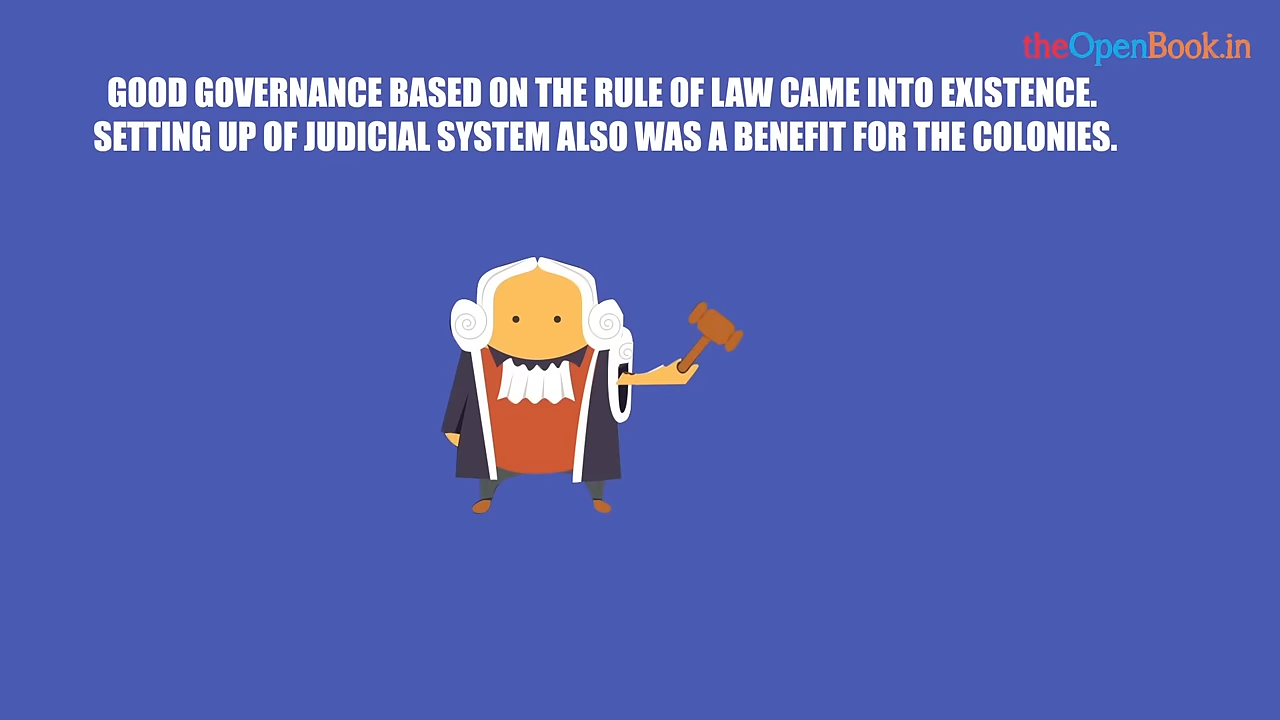 theOpenBook.in
GOOD GOVERNANCE BASED ON THE RULE OF LAW CAME INTO EXISTENCE.
SETTING UP OF JUDICIAL SYSTEM ALSO WAS A BENEFIT FOR THE COLONIES.